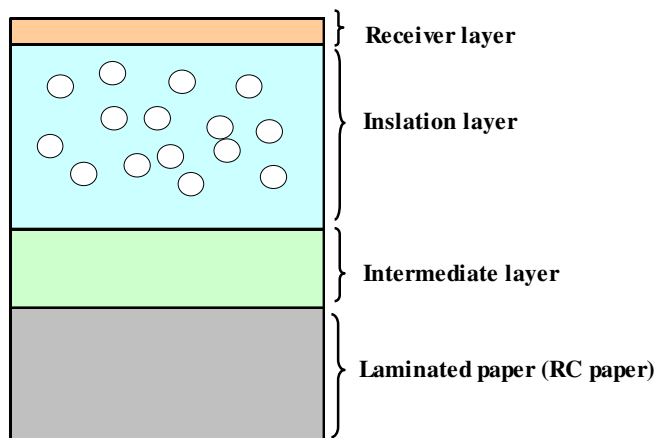 Receiver layer
Inslation layer
Intermediate layer
Laminated paper (RC paper)